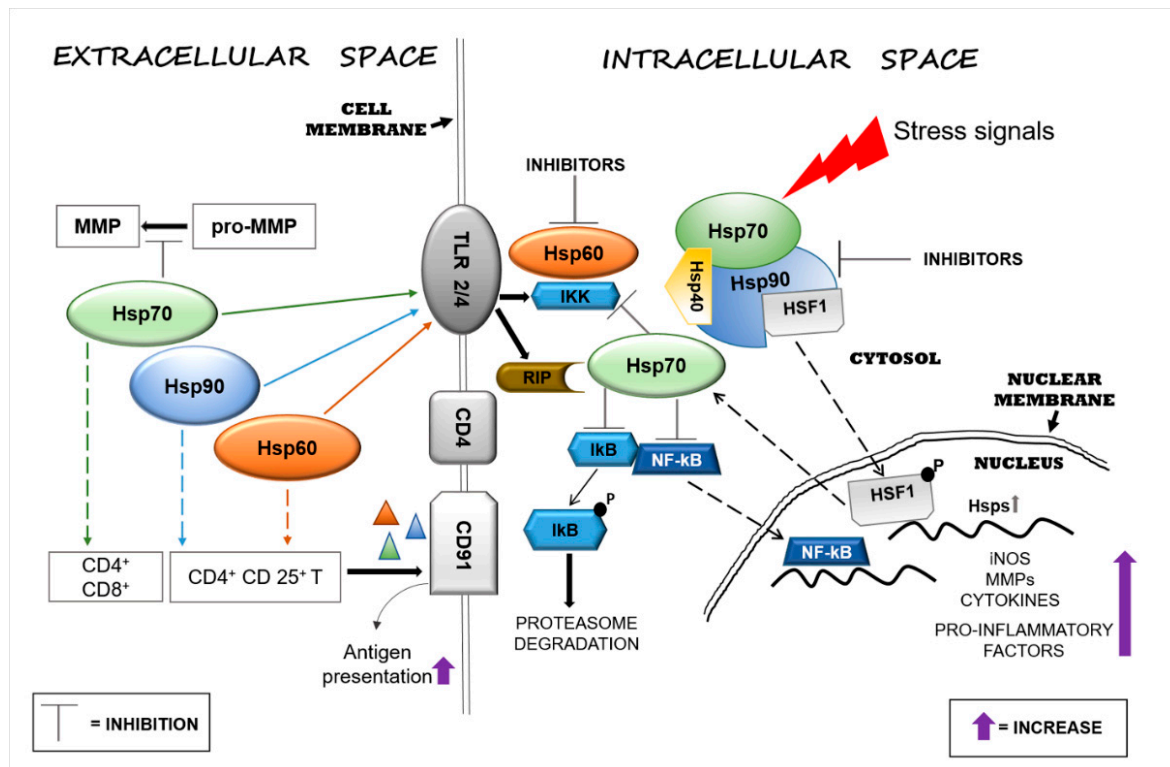 EXTRACELLULAR SPACE
INTRACELLULAR SPACE
CELL
MEMBRANE
Stress signals
INHIBITORS
MMP
pro-MMP
Hsp70
Hsp90
Hsp60
TLR 2/4
Hsp60
IKK
RIP
Hsp70
Hsp70
Hsp40
Hsp90
HSF1
INHIBITORS
CYTOSOL
NUCLEAR
MEMBRANE
NUCLEUS
CD4
IkB
NF-kB
P
HSF1
Hsps
CD91
P
IkB
NF-kB
CD4⁺
CD8⁺
CD4⁺ CD 25⁺ T
iNOS
MMPs
CYTOKINES
PRO-INFLAMMATORY
FACTORS
PROTEASOME
DEGRADATION
Antigen
presentation
= INHIBITION
= INCREASE